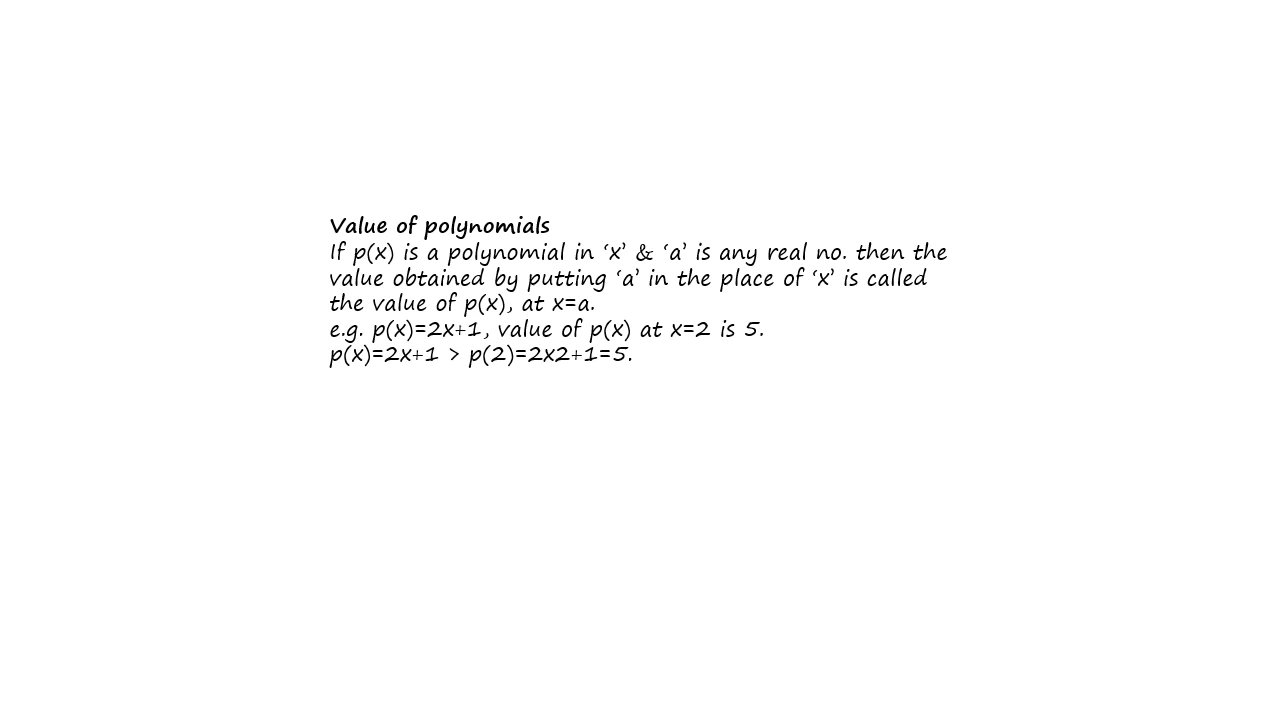 Value of polynomials
If p(x) is a polynomial in ‘x’ & ‘a’ is any real no. then the
value obtained by putting ‘a’ in the place of ‘x’ is called
the value of p(x), at x=a.
e.g. p(x)=2x+1, value of p(x) at x=2 is 5.
p(x)=2x+1 > p(2)=2x2+1=5.